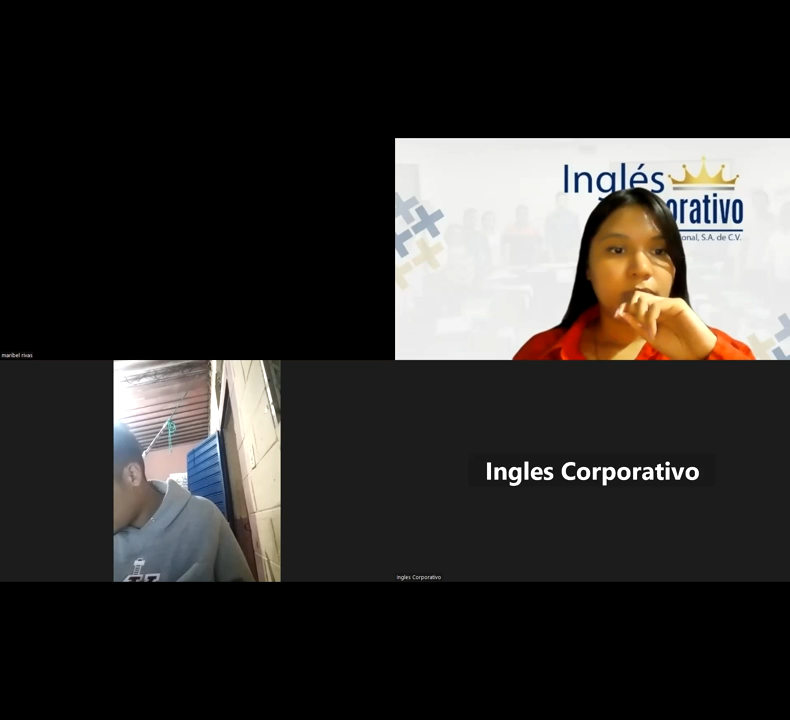 Inglés
orativo
onal, S.A. de C.V.
maribel rivas
Ingles Corporativo
Ingles Corporativo